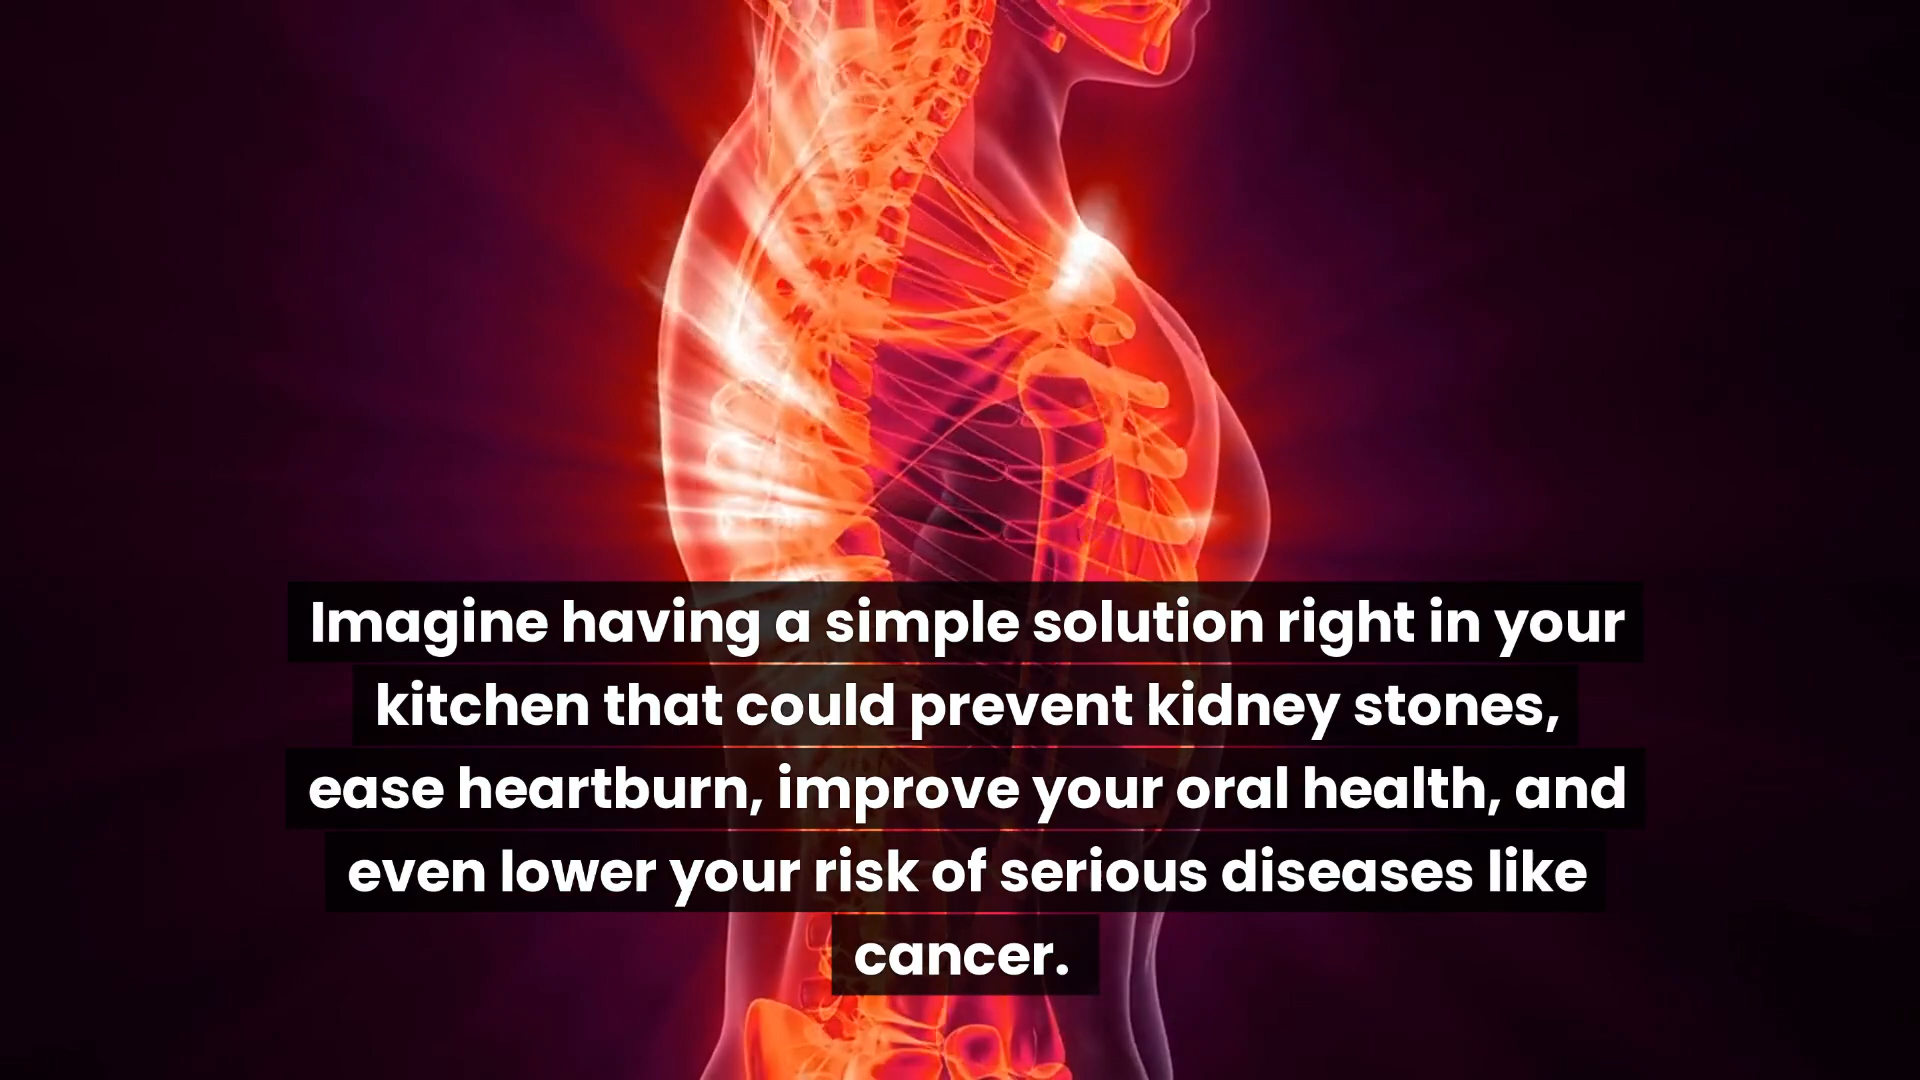 Imagine having a simple solution right in your
kitchen that could prevent kidney stones,
ease heartburn, improve your oral health, and
even lower your risk of serious diseases like
cancer.